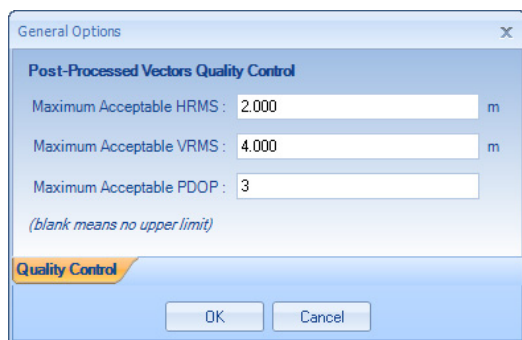 General Options
Post-Processed Vectors Quality Control
Maximum Acceptable HRMS : 2.000 m
Maximum Acceptable VRMS : 4.000 m
Maximum Acceptable PDOP : 3
(blank means no upper limit)
Quality Control
OK Cancel